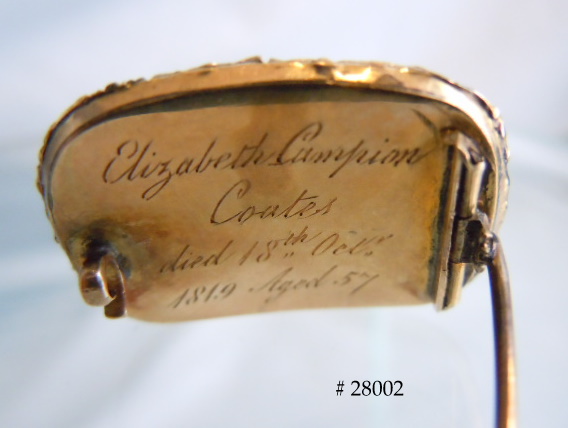 Elizabeth Campion
Coates
died 18th Octr
1819 Aged 57
# 28002